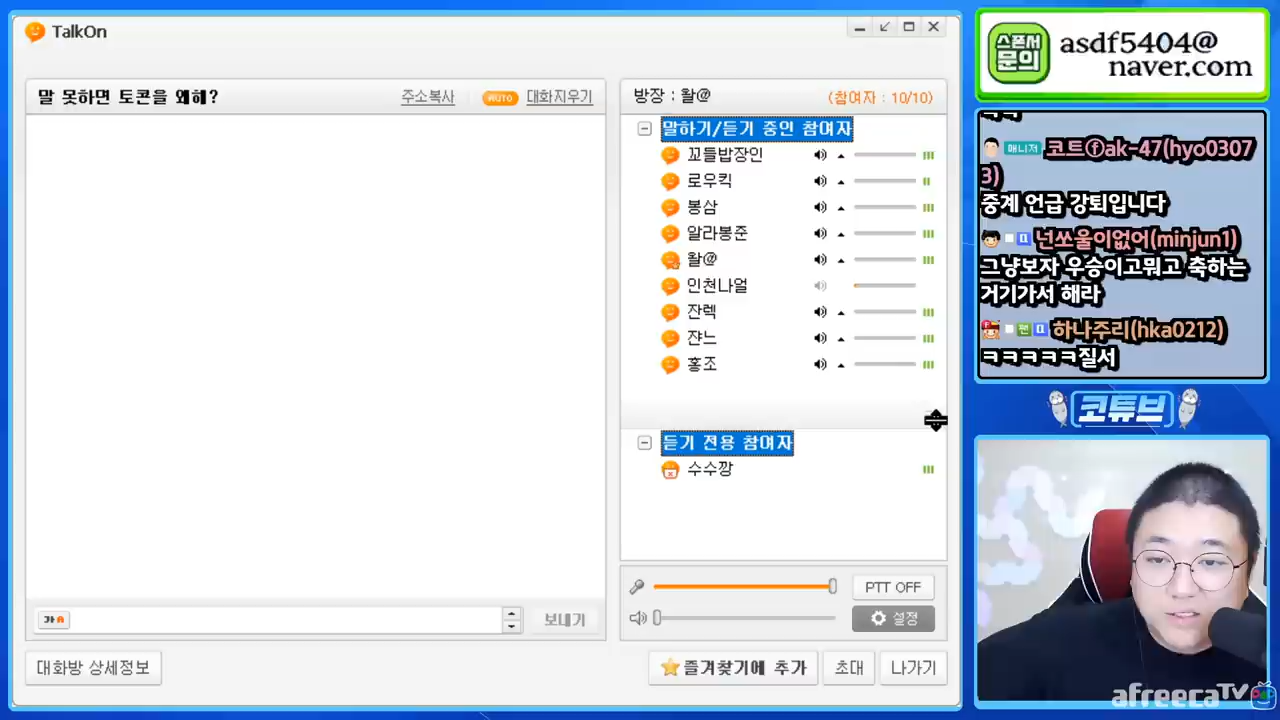 TalkOn
말 못하면 토콘을 왜해?
주소복사
AUTO 대화지우기
방장 : 왈@
(참여자 : 10/10)
말하기/듣기 중인 참여자
꼬들밥장인
로우킥
봉삼
알라봉준
왈@
인천나얼
잔렉
쟌느
홍조
듣기 전용 참여자
수수깡
PTT OFF
설정
가A
보내기
대화방 상세정보
즐겨찾기에 추가
초대
나가기
스폰서
문의
asdf5404@
naver.com
매니저 코트ⓕak-47(hyo0307
3)
중계 언급 강퇴입니다
넌쏘울이없어(minjun1)
그냥보자 우승이고뭐고 축하는
거기가서 해라
F 팬 하나주리(hka0212)
ㅋㅋㅋㅋㅋ질서
코튜브
afreecaTV